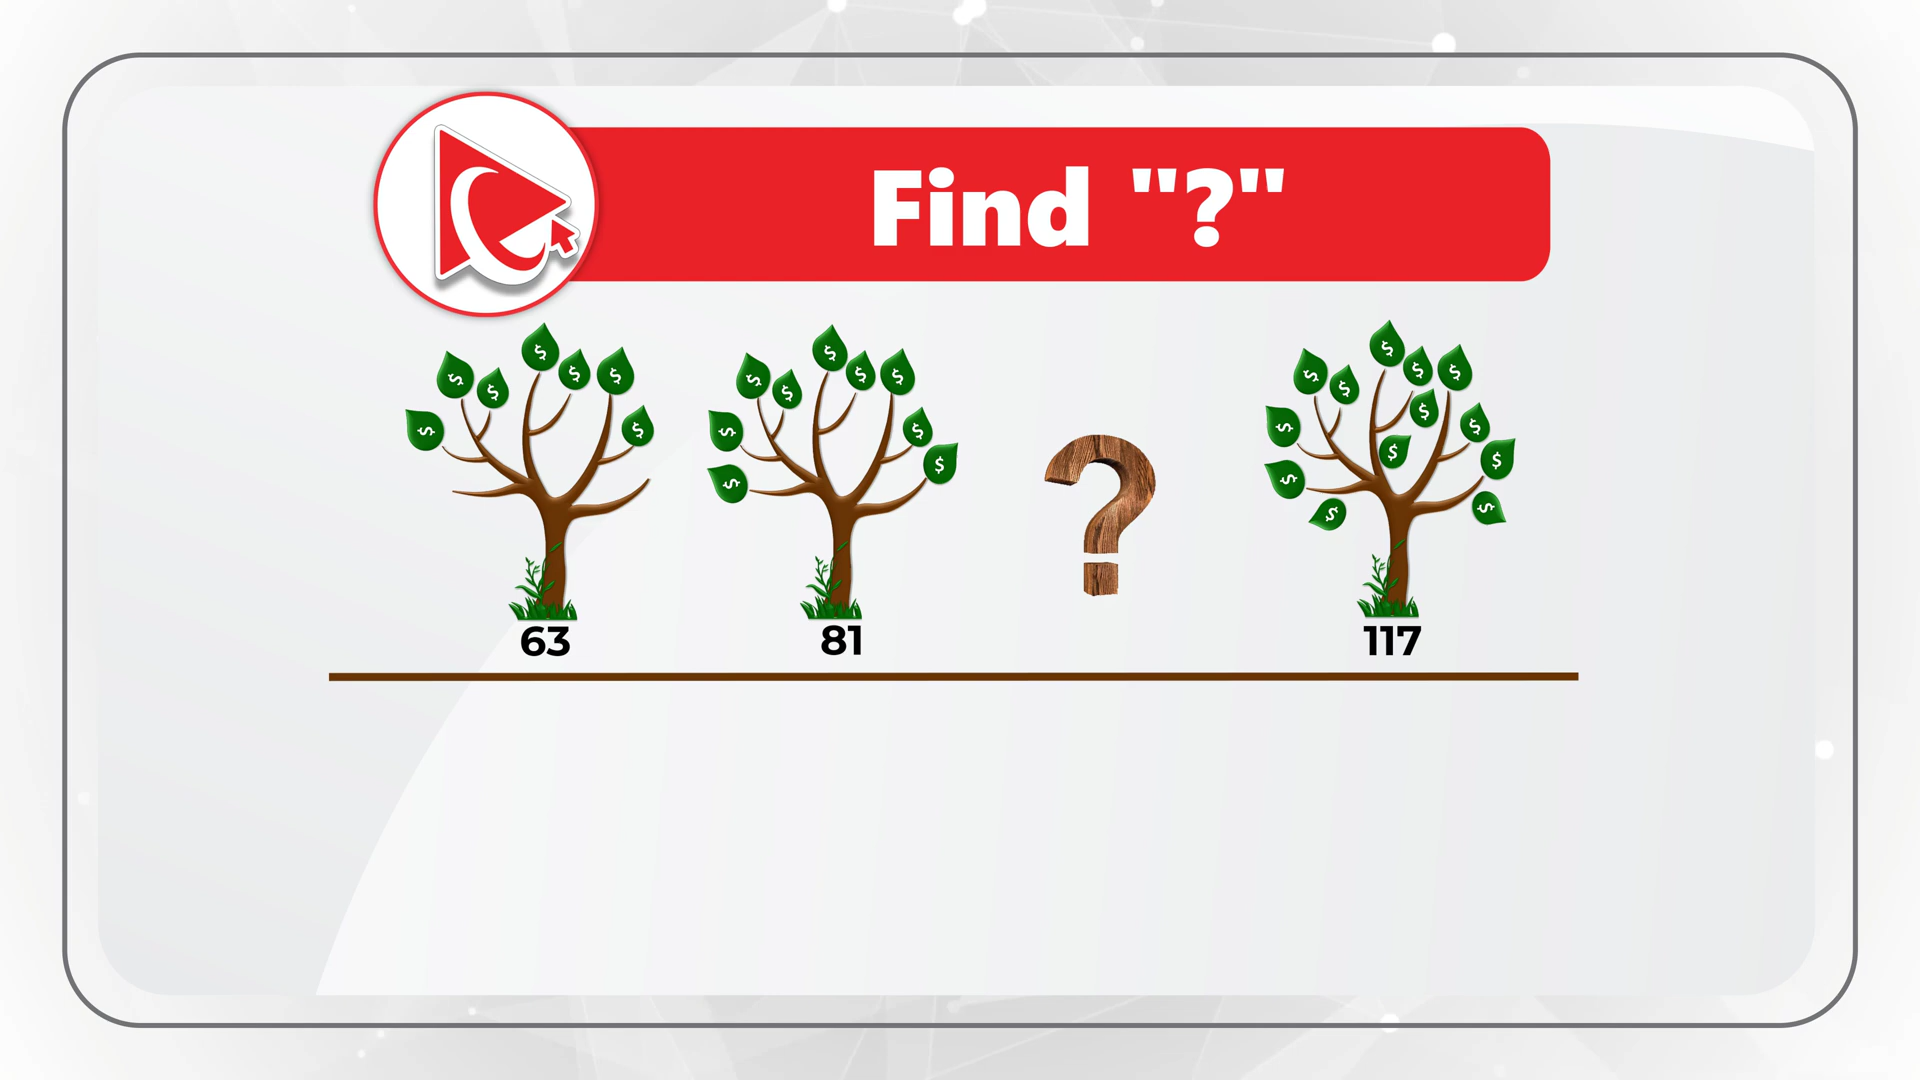 Find "?"
$ $ $ $ $ $ $
$ $ $ $ $ $ $ $ $
?
$ $ $ $ $ $ $ $ $ $ $ $ $
63
81
117